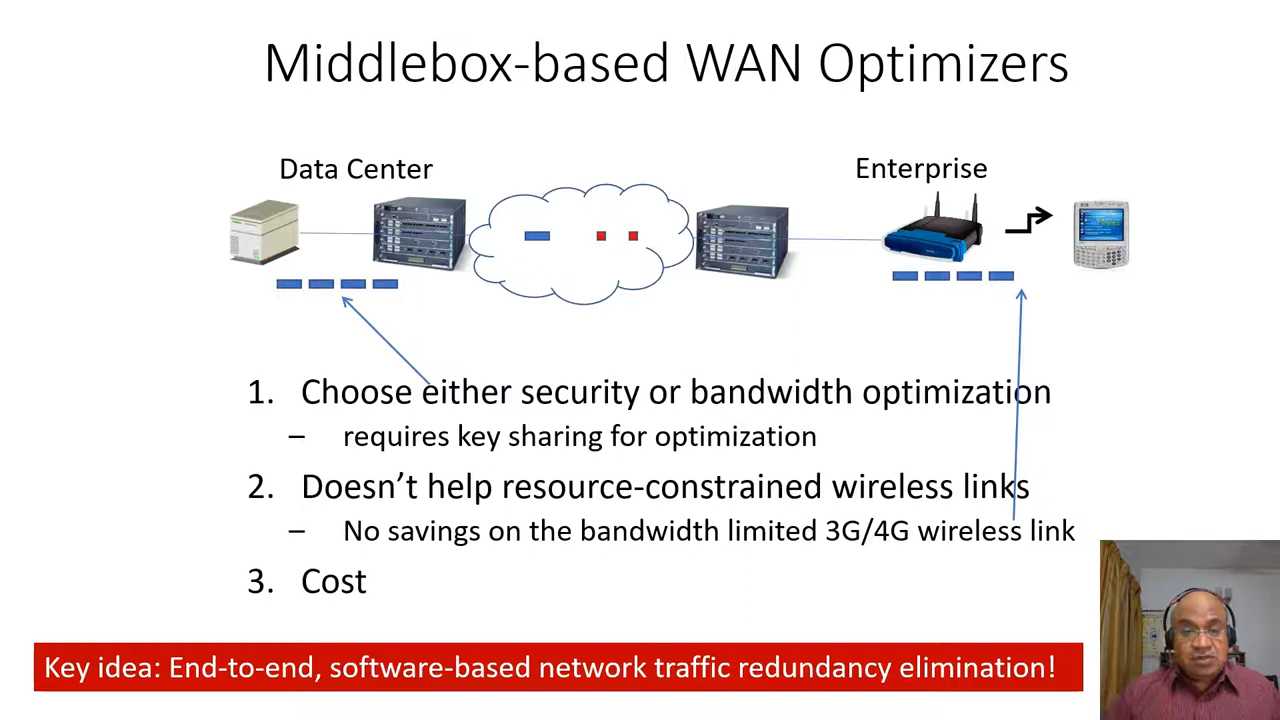 Middlebox-based WAN Optimizers
Data Center
Enterprise
1. Choose either security or bandwidth optimization
– requires key sharing for optimization
2. Doesn’t help resource-constrained wireless links
– No savings on the bandwidth limited 3G/4G wireless link
3. Cost
Key idea: End-to-end, software-based network traffic redundancy elimination!